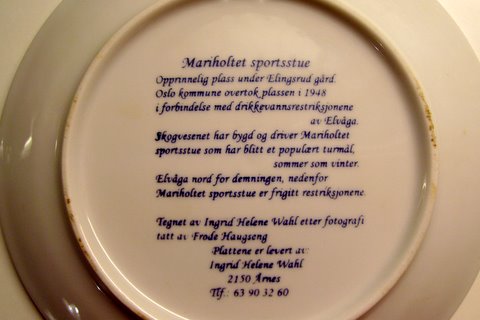 Mariholtet sportsstue
Opprinnelig plass under Elingsrud gård.
Oslo kommune overtok plassen i 1948
i forbindelse med drikkevannsrestriksjonene
av Elvåga.
Skogvesenet har bygd og driver Mariholtet
sportsstue som har blitt et populært turmål,
sommer som vinter.
Elvåga nord for demningen, nedenfor
Mariholtet sportsstue er frigitt restriksjonene.
Tegnet av Ingrid Helene Wahl etter fotografi
tatt av Frode Haugseng
Plattene er levert av:
Ingrid Helene Wahl
2150 Årnes
Tlf.: 63 90 32 60